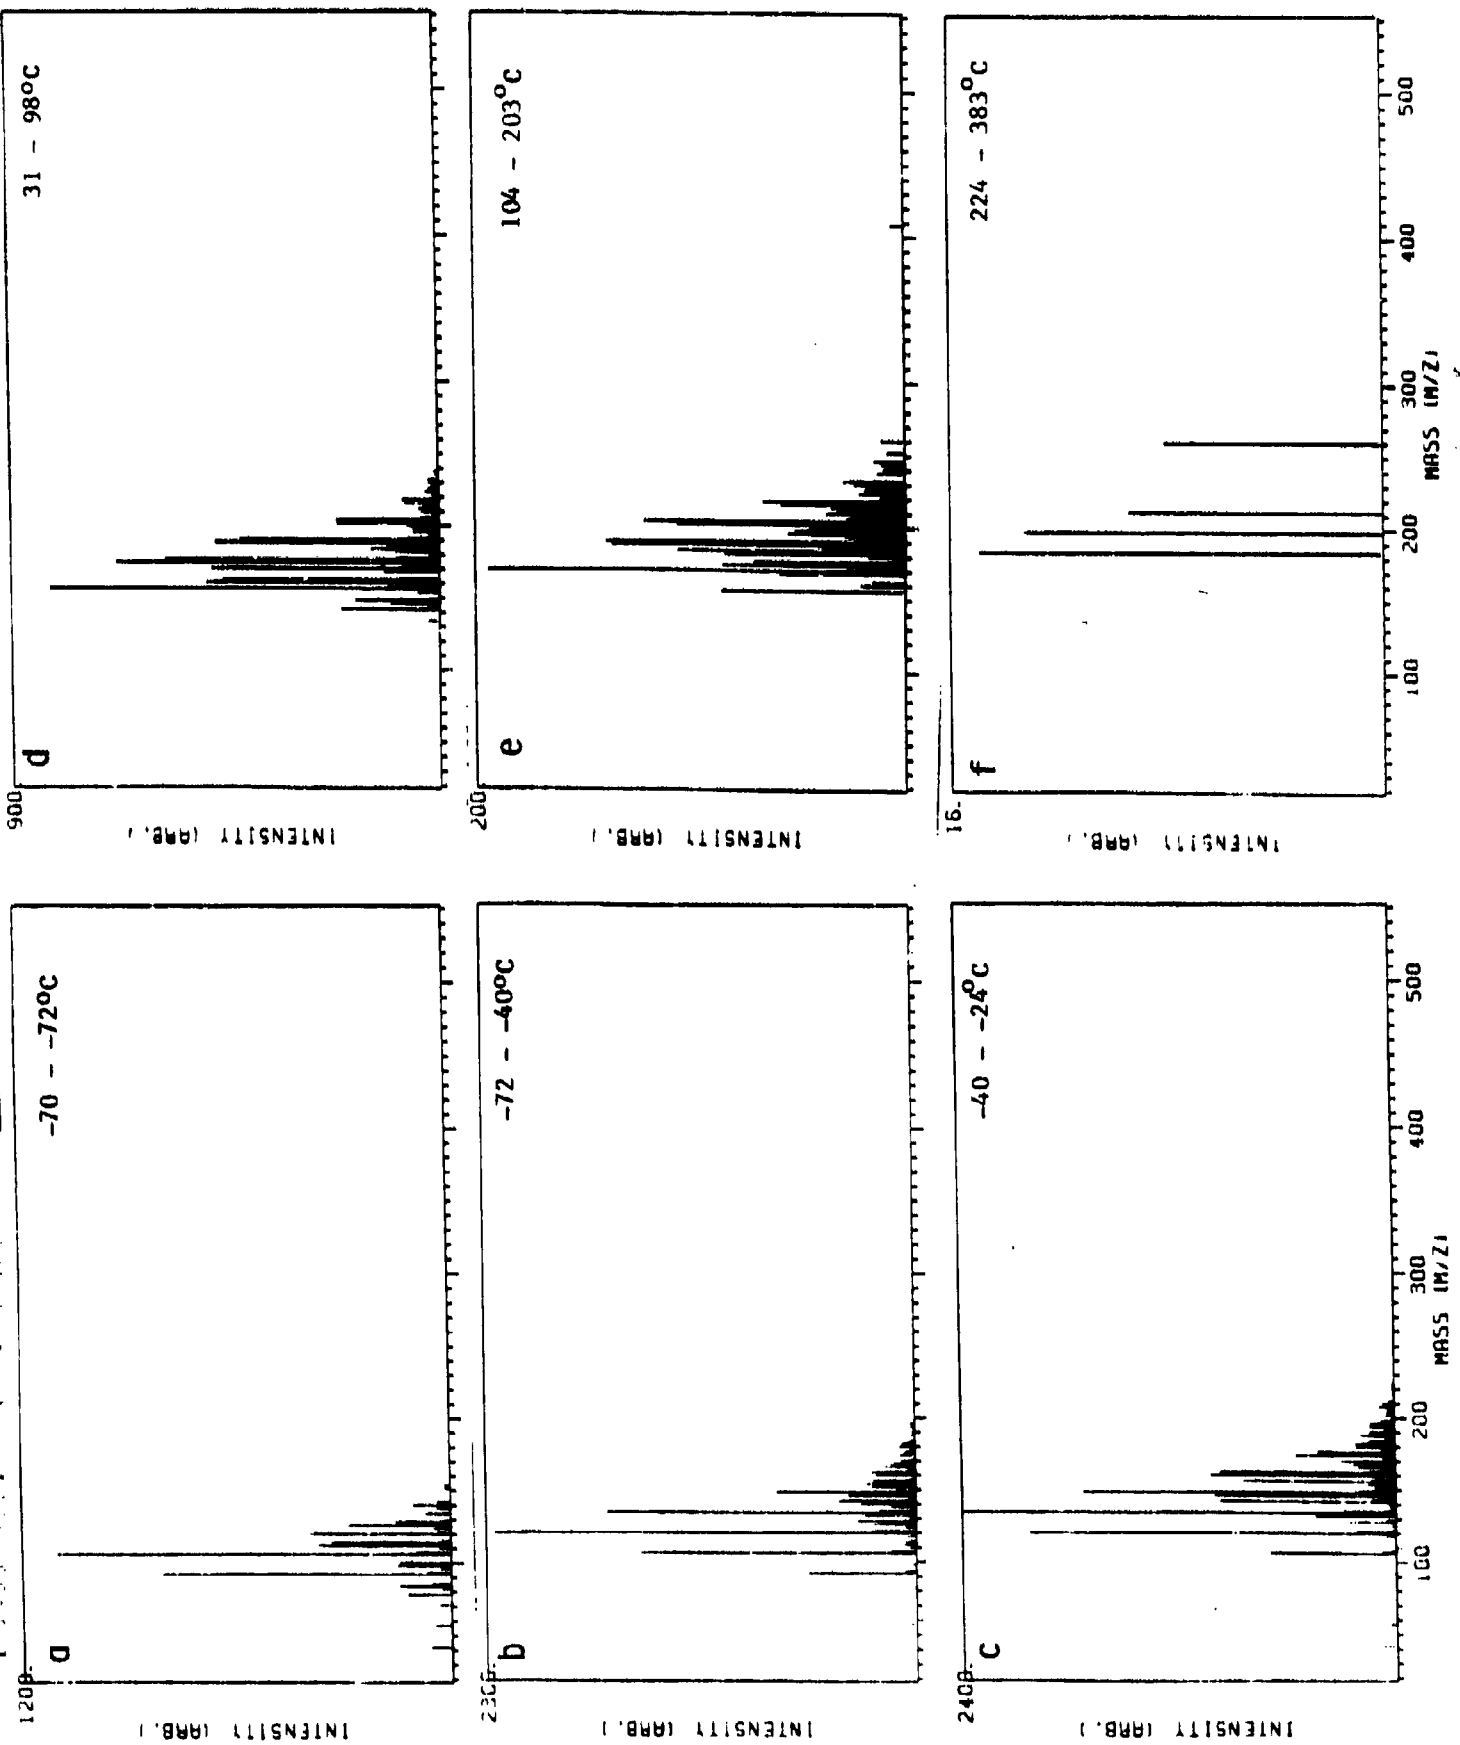 a
-70 - -72°C
1200.
INTENSITY (ARB.)
b
-72 - -40°C
INTENSITY (ARB.)
c
-40 - -24°C
2400.
INTENSITY (ARB.)
100 200 300 400 500
MASS (M/Z)
d
31 - 98°C
900.
INTENSITY (ARB.)
e
104 - 203°C
200.
INTENSITY (ARB.)
f
224 - 383°C
16.
INTENSITY (ARB.)
100 200 300 400 500
MASS (M/Z)